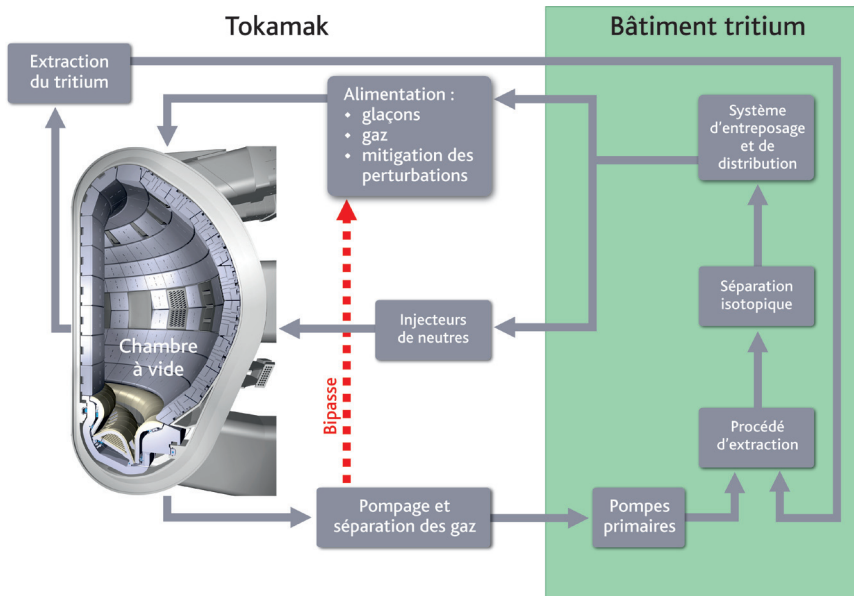 Tokamak
Bâtiment tritium
Extraction
du tritium
Alimentation :
• glaçons
• gaz
• mitigation des
perturbations
Système
d'entreposage
et de
distribution
Séparation
isotopique
Injecteurs
de neutres
Chambre
à vide
Bipasse
Procédé
d'extraction
Pompage et
séparation des gaz
Pompes
primaires